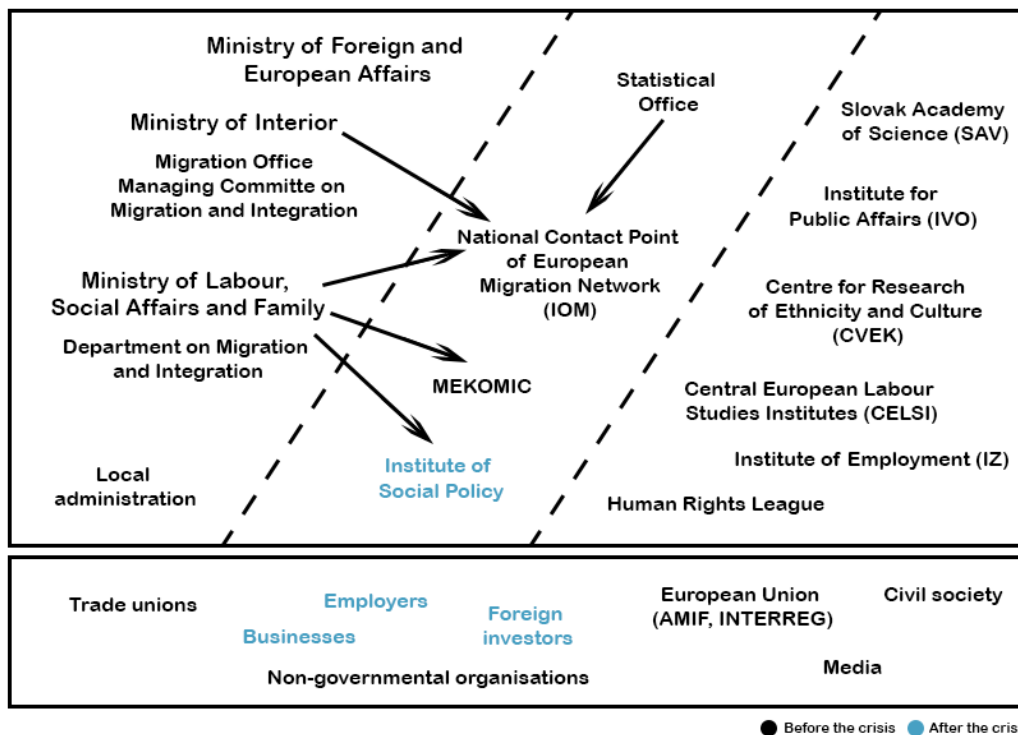 Ministry of Foreign and
European Affairs
Ministry of Interior
Migration Office
Managing Committe on
Migration and Integration
Ministry of Labour,
Social Affairs and Family
Department on Migration
and Integration
Local
administration
Statistical
Office
National Contact Point
of European
Migration Network
(IOM)
MEKOMIC
Institute of
Social Policy
Slovak Academy
of Science (SAV)
Institute for
Public Affairs (IVO)
Centre for Research
of Ethnicity and Culture
(CVEK)
Central European Labour
Studies Institutes (CELSI)
Institute of Employment (IZ)
Human Rights League
Trade unions
Employers
Businesses
Foreign
investors
European Union
(AMIF, INTERREG)
Civil society
Non-governmental organisations
Media
Before the crisis
After the cris